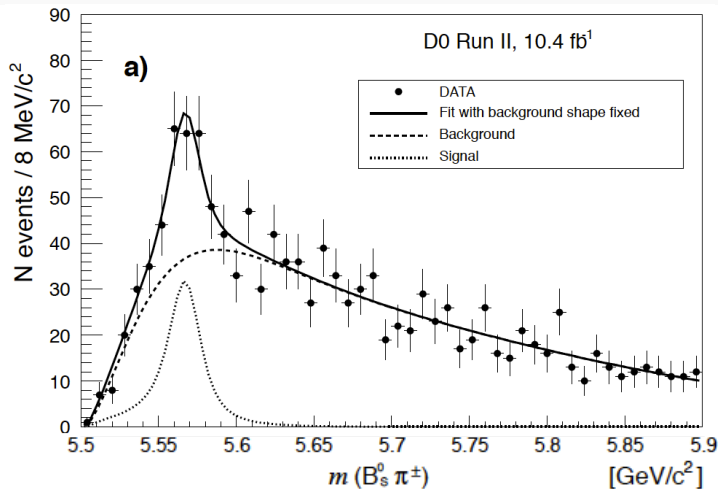 90
80
70
60
50
40
30
20
10
0
N events / 8 MeV/c²
a)
D0 Run II, 10.4 fb¹
DATA
Fit with background shape fixed
Background
Signal
5.5 5.55 5.6 5.65 5.7 5.75 5.8 5.85 5.9
m (B⁰ₛ π±) [GeV/c²]